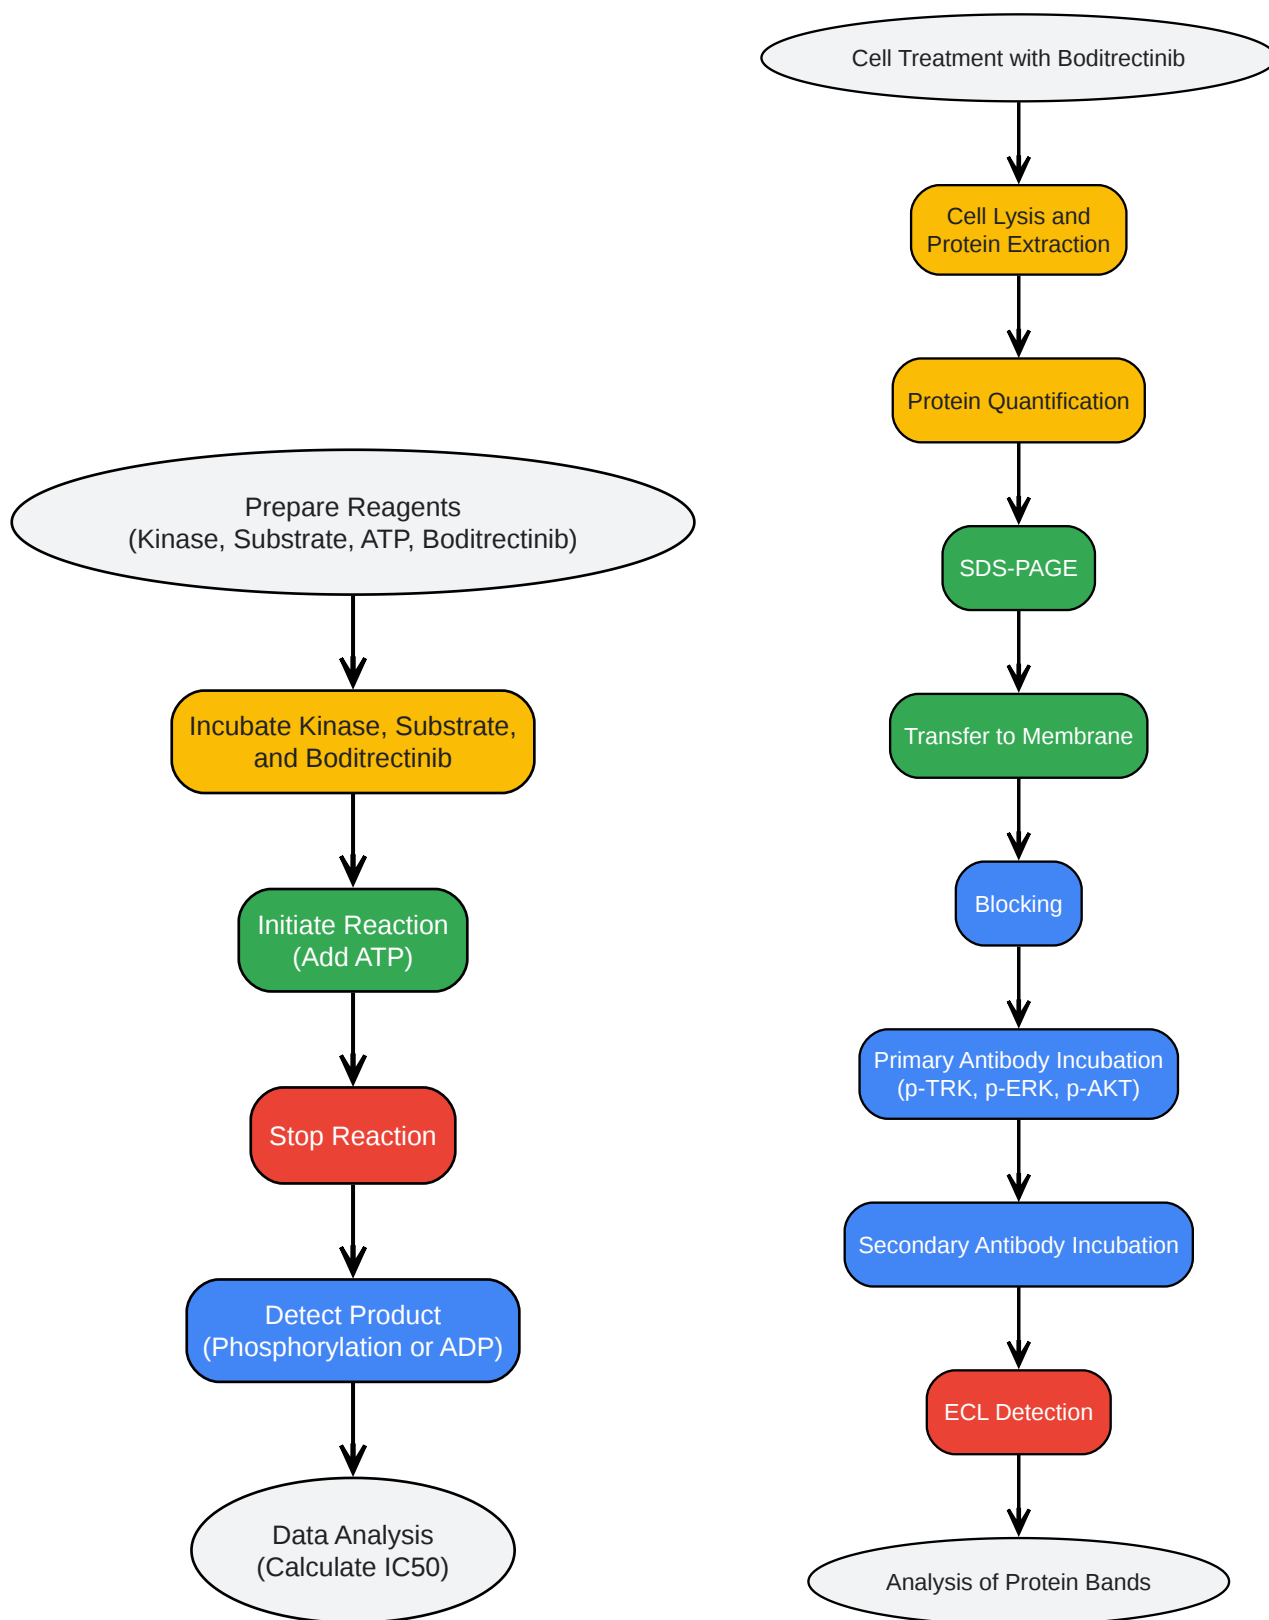 Prepare Reagents
(Kinase, Substrate, ATP, Boditrectinib)
Incubate Kinase, Substrate,
and Boditrectinib
Initiate Reaction
(Add ATP)
Stop Reaction
Detect Product
(Phosphorylation or ADP)
Data Analysis
(Calculate IC50)
Cell Treatment with Boditrectinib
Cell Lysis and
Protein Extraction
Protein Quantification
SDS-PAGE
Transfer to Membrane
Blocking
Primary Antibody Incubation
(p-TRK, p-ERK, p-AKT)
Secondary Antibody Incubation
ECL Detection
Analysis of Protein Bands